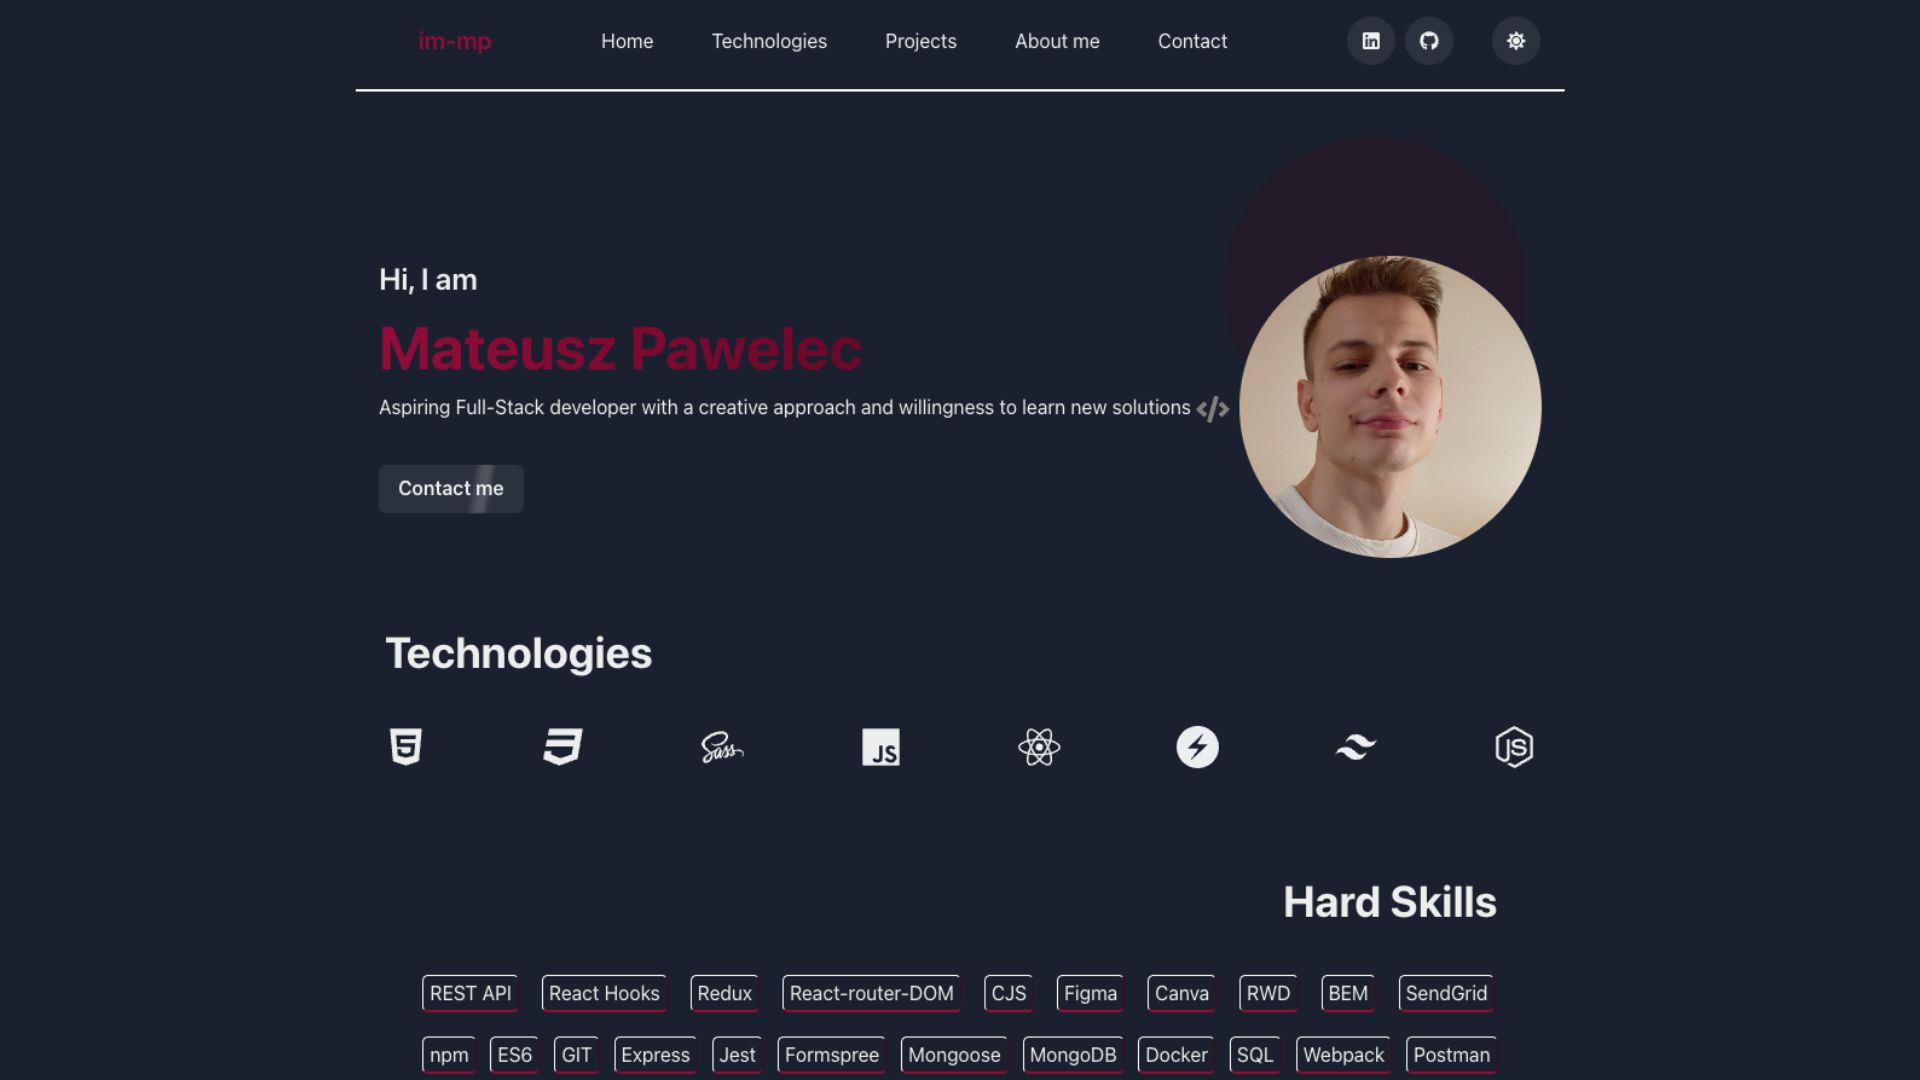 im-mp Home Technologies Projects About me Contact
Hi, I am
Mateusz Pawelec
Aspiring Full-Stack developer with a creative approach and willingness to learn new solutions </>
Contact me
Technologies
5 Sass JS JS
Hard Skills
REST API React Hooks Redux React-router-DOM CJS Figma Canva RWD BEM SendGrid
npm ES6 GIT Express Jest Formspree Mongoose MongoDB Docker SQL Webpack Postman